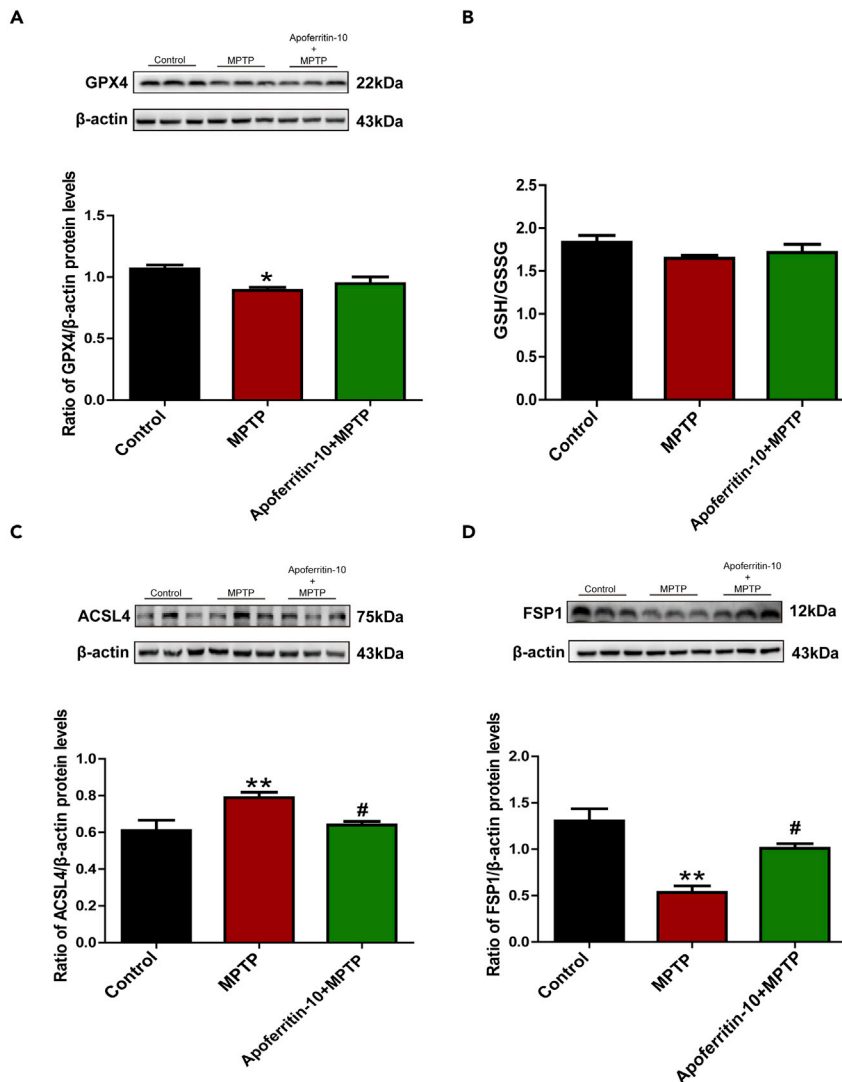 A
Control
MPTP
Apoferritin-10
+
MPTP
GPX4
22kDa
β-actin
43kDa
Ratio of GPX4/β-actin protein levels
1.5
1.0
0.5
0.0
*
Control
MPTP
Apoferritin-10+MPTP
B
GSH/GSSG
2.5
2.0
1.5
1.0
0.5
0.0
Control
MPTP
Apoferritin-10+MPTP
C
Control
MPTP
Apoferritin-10
+
MPTP
ACSL4
75kDa
β-actin
43kDa
Ratio of ACSL4/β-actin protein levels
1.0
0.8
0.6
0.4
0.2
0.0
**
#
Control
MPTP
Apoferritin-10+MPTP
D
Control
MPTP
Apoferritin-10
+
MPTP
FSP1
12kDa
β-actin
43kDa
Ratio of FSP1/β-actin protein levels
2.0
1.5
1.0
0.5
0.0
**
#
Control
MPTP
Apoferritin-10+MPTP